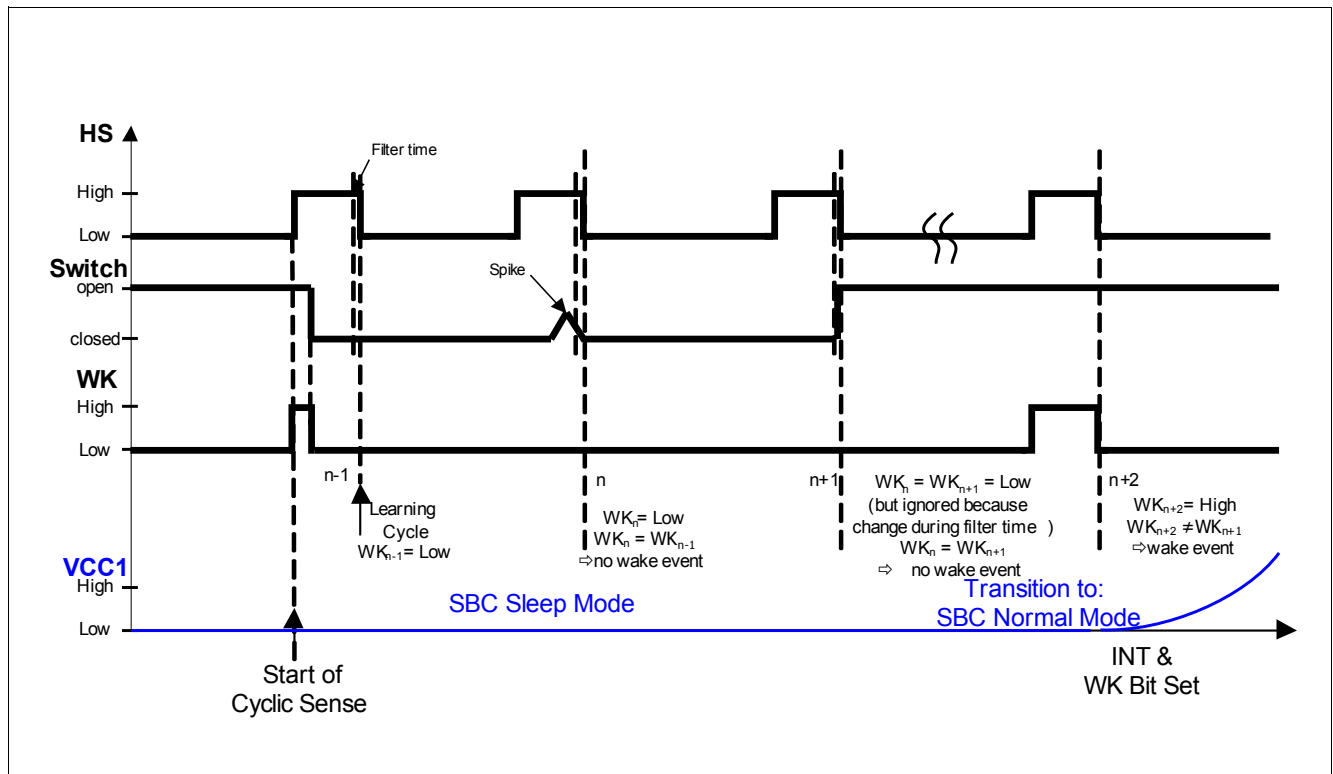 HS
Filter time
High
Low
Switch
open
Spike
closed
WK
High
Low
n-1
n
n+1
n+2
Learning
Cycle
WKn-1= Low
WKn= Low
WKn = WKn-1
⇨no wake event
WKn = WKn+1 = Low
(but ignored because
change during filter time )
WKn = WKn+1
⇨ no wake event
WKn+2= High
WKn+2 ≠WKn+1
⇨wake event
VCC1
High
Low
SBC Sleep Mode
Transition to:
SBC Normal Mode
Start of
Cyclic Sense
INT &
WK Bit Set